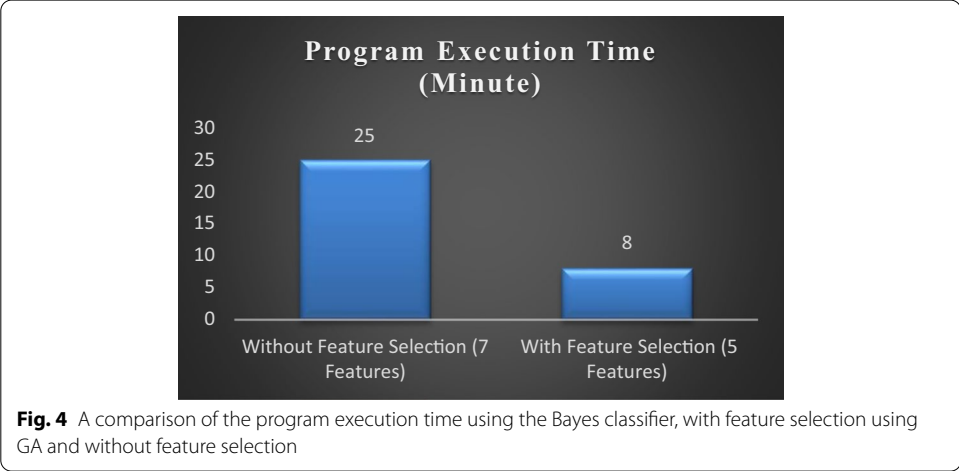 Program Execution Time
(Minute)
30
25
20
15
10
5
0
25
8
Without Feature Selection (7
Features)
With Feature Selection (5
Features)
Fig. 4 A comparison of the program execution time using the Bayes classifier, with feature selection using
GA and without feature selection